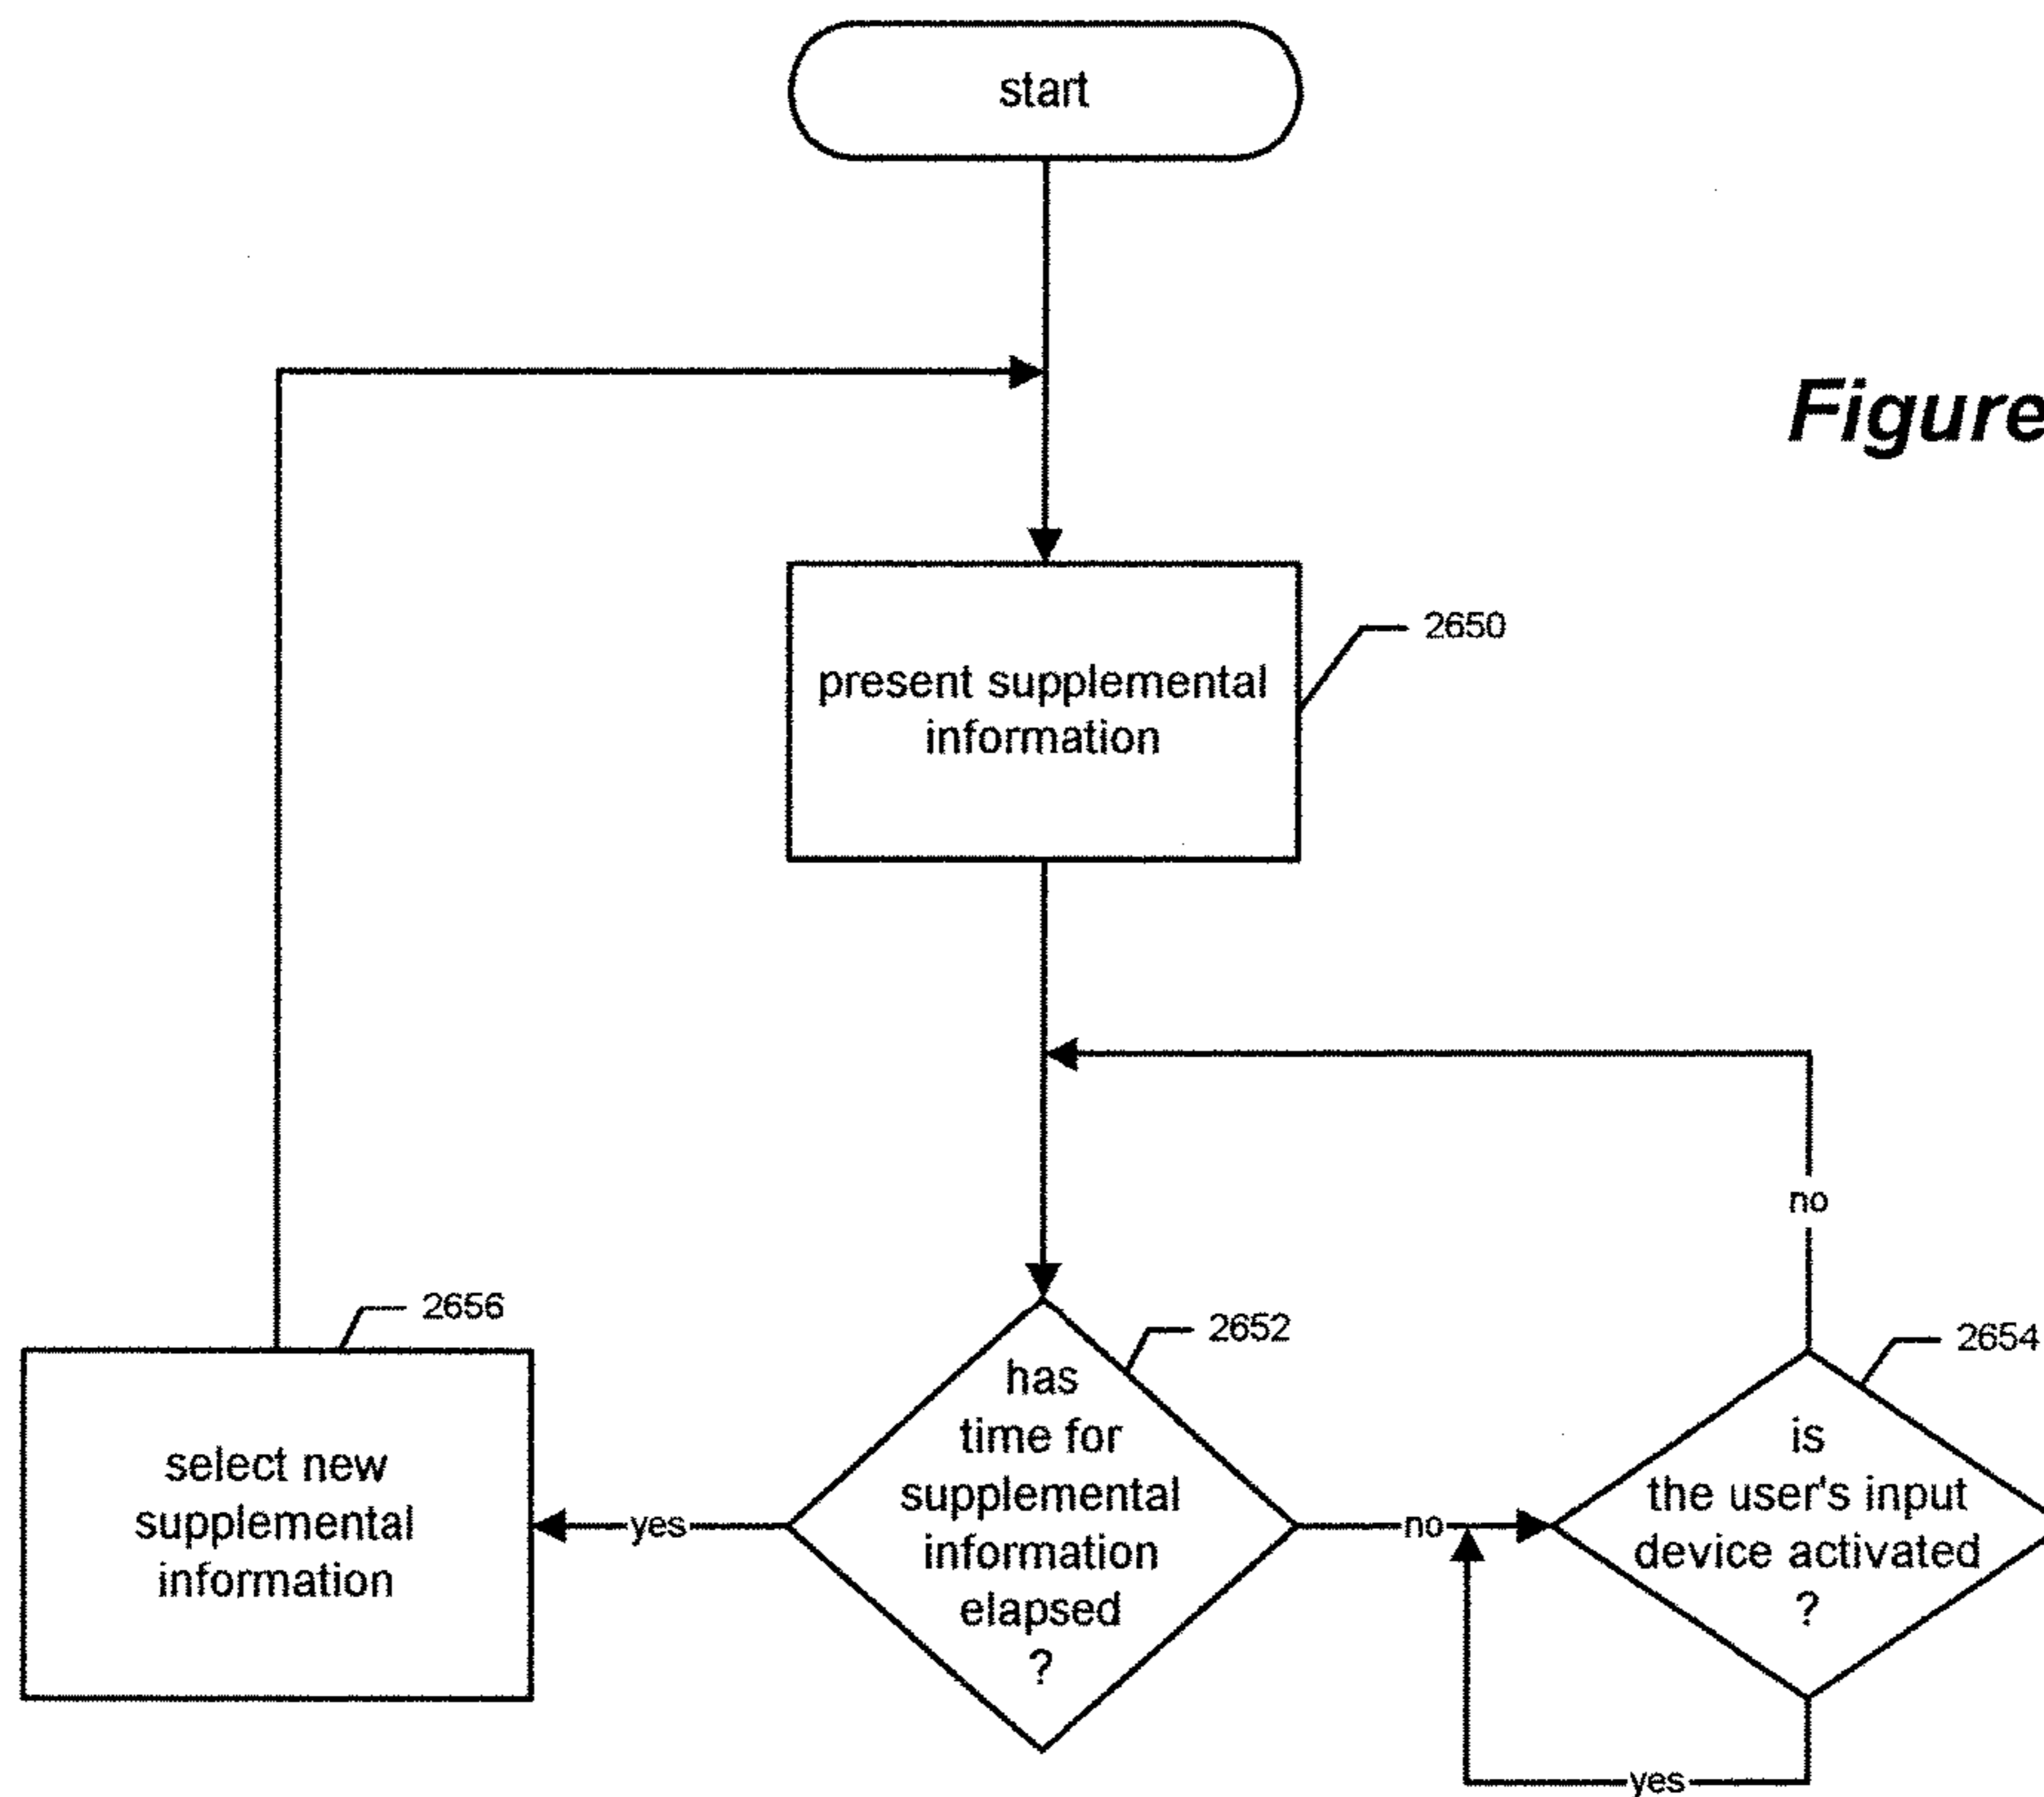 start
Figure
present supplemental
information
2650
no
2656
2652
2654
has
time for
supplemental
information
elapsed
?
is
the user's input
device activated
?
select new
supplemental
information
yes
no
yes